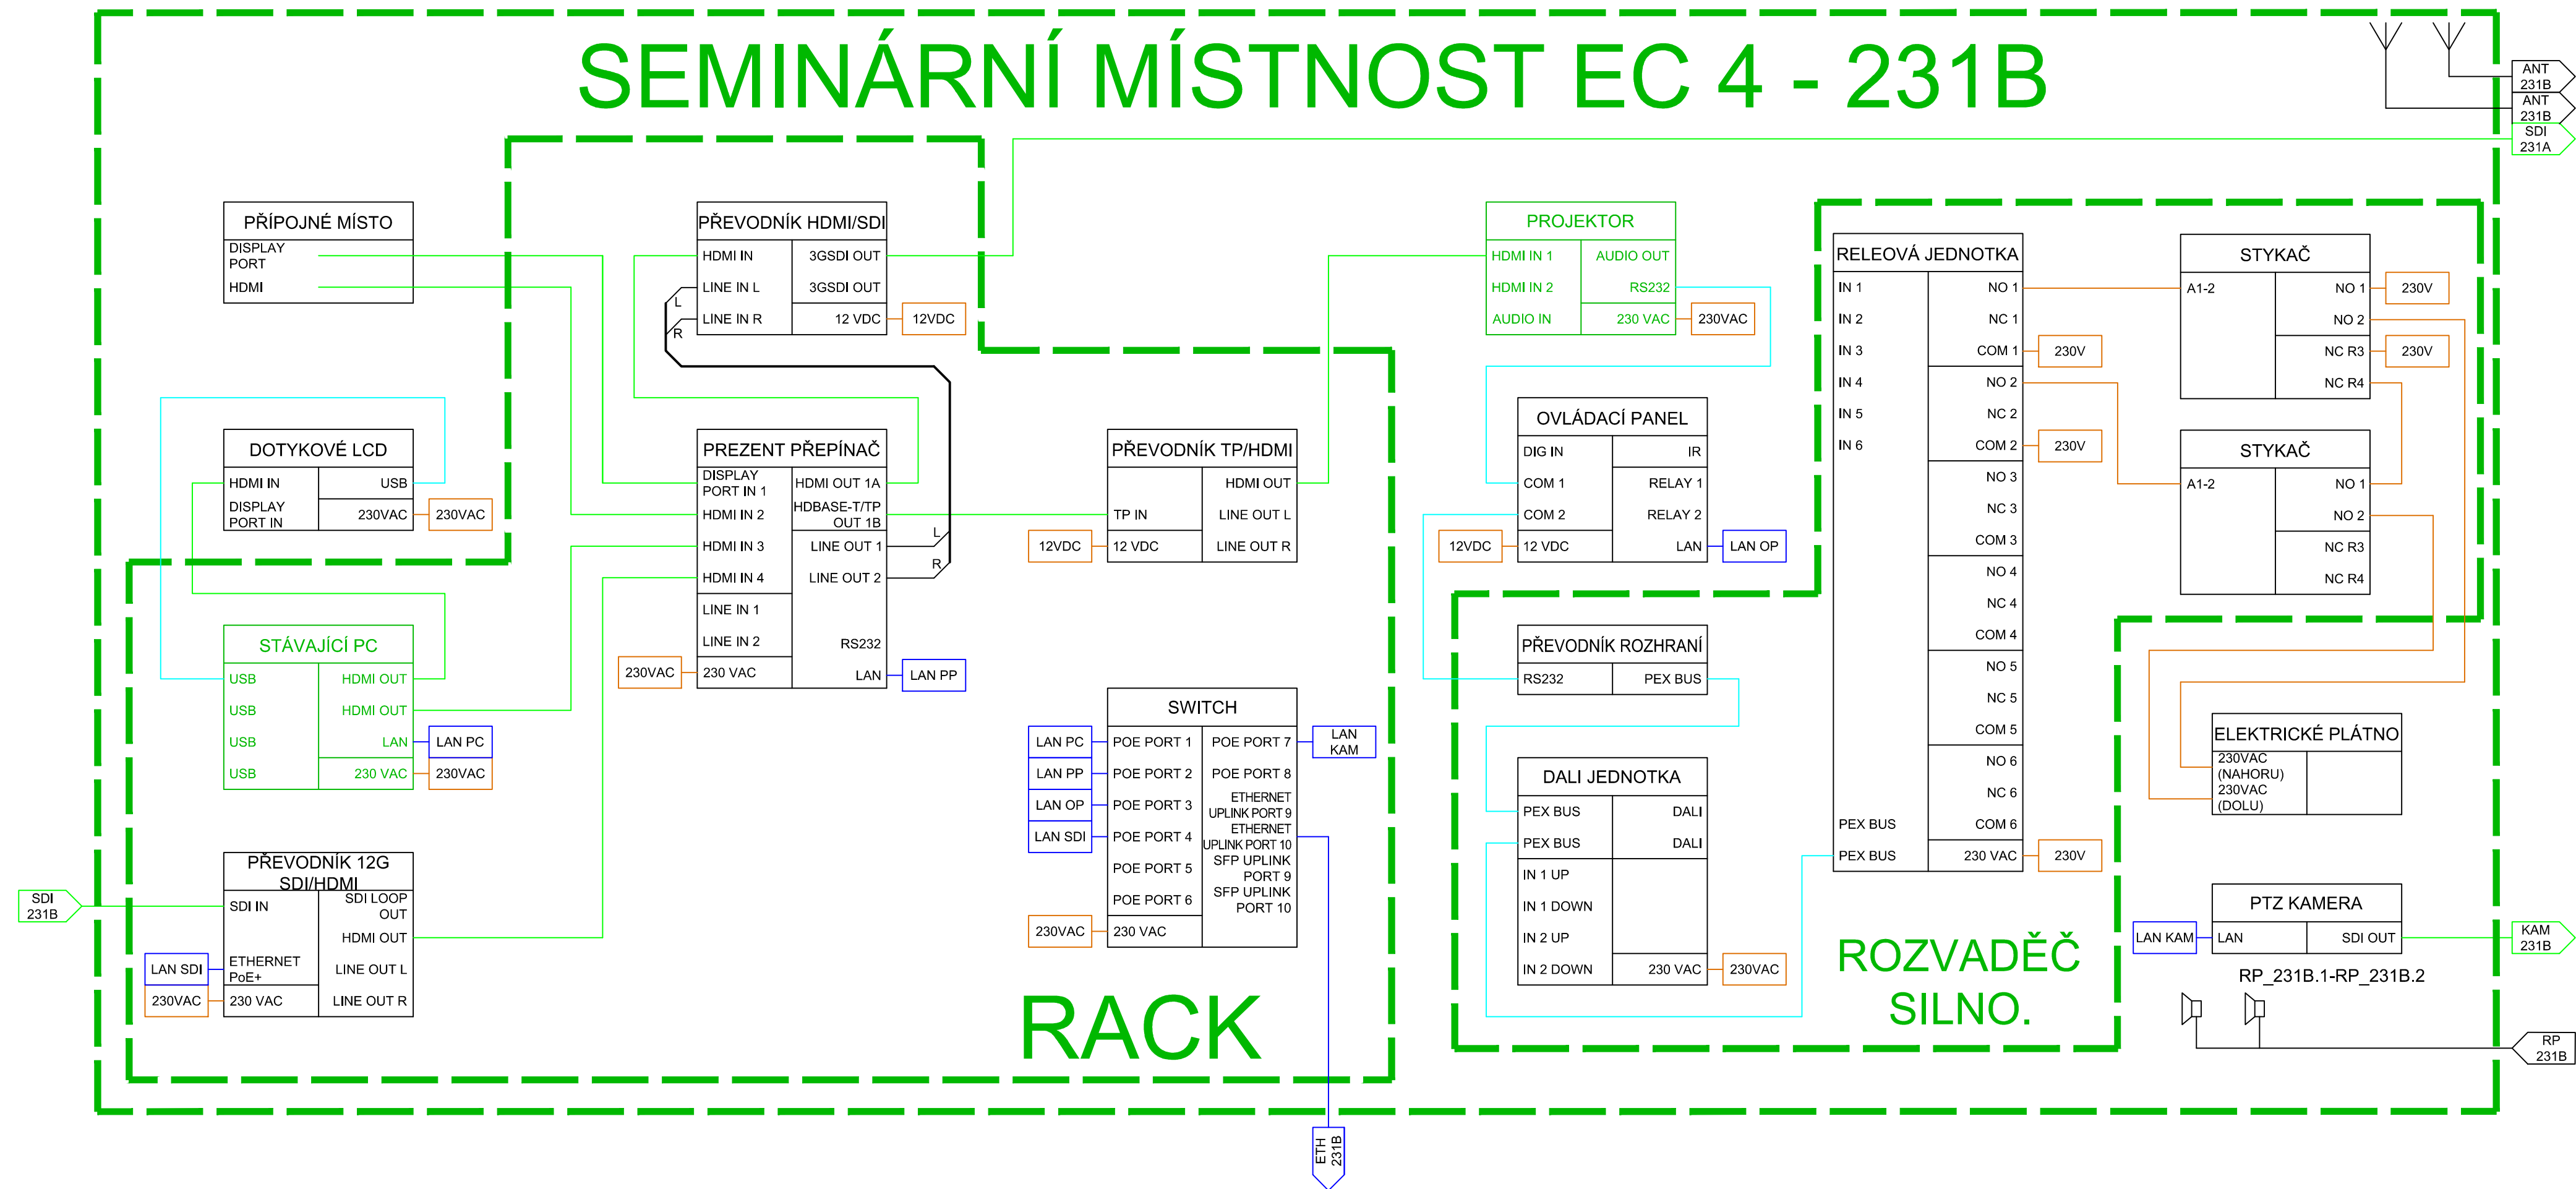 SEMINÁRNÍ MÍSTNOST EC 4 - 231B
ANT
231B
ANT
231B
SDI
231A
PŘÍPOJNÉ MÍSTO
DISPLAY
PORT
HDMI
PŘEVODNÍK HDMI/SDI
HDMI IN
3GSDI OUT
LINE IN L
3GSDI OUT
LINE IN R
12 VDC
12VDC
L
R
PROJEKTOR
HDMI IN 1
AUDIO OUT
HDMI IN 2
RS232
AUDIO IN
230 VAC
230VAC
RELEOVÁ JEDNOTKA
IN 1
NO 1
IN 2
NC 1
IN 3
COM 1
230V
IN 4
NO 2
IN 5
NC 2
IN 6
COM 2
230V
NO 3
NC 3
COM 3
NO 4
NC 4
COM 4
NO 5
NC 5
COM 5
NO 6
NC 6
PEX BUS
COM 6
PEX BUS
230 VAC
230V
STYKAČ
A1-2
NO 1
230V
NO 2
NC R3
230V
NC R4
STYKAČ
A1-2
NO 1
NO 2
NC R3
NC R4
DOTYKOVÉ LCD
HDMI IN
USB
DISPLAY
PORT IN
230VAC
230VAC
PREZENT PŘEPÍNAČ
DISPLAY
PORT IN 1
HDMI OUT 1A
HDMI IN 2
HDBASE-T/TP
OUT 1B
HDMI IN 3
LINE OUT 1
L
HDMI IN 4
LINE OUT 2
R
LINE IN 1
LINE IN 2
RS232
230VAC
230 VAC
LAN
LAN PP
PŘEVODNÍK TP/HDMI
HDMI OUT
TP IN
LINE OUT L
12VDC
12 VDC
LINE OUT R
OVLÁDACÍ PANEL
DIG IN
IR
COM 1
RELAY 1
COM 2
RELAY 2
12VDC
12 VDC
LAN
LAN OP
STÁVAJÍCÍ PC
USB
HDMI OUT
USB
HDMI OUT
USB
LAN
LAN PC
USB
230 VAC
230VAC
PŘEVODNÍK ROZHRANÍ
RS232
PEX BUS
SWITCH
LAN PC
POE PORT 1
POE PORT 7
LAN
KAM
LAN PP
POE PORT 2
POE PORT 8
LAN OP
POE PORT 3
ETHERNET
UPLINK PORT 9
LAN SDI
POE PORT 4
ETHERNET
UPLINK PORT 10
POE PORT 5
SFP UPLINK
PORT 9
POE PORT 6
SFP UPLINK
PORT 10
230VAC
230 VAC
DALI JEDNOTKA
PEX BUS
DALI
PEX BUS
DALI
IN 1 UP
IN 1 DOWN
IN 2 UP
IN 2 DOWN
230 VAC
230VAC
ELEKTRICKÉ PLÁTNO
230VAC
(NAHORU)
230VAC
(DOLU)
PŘEVODNÍK 12G
SDI/HDMI
SDI
231B
SDI IN
SDI LOOP
OUT
HDMI OUT
LAN SDI
ETHERNET
PoE+
LINE OUT L
230VAC
230 VAC
LINE OUT R
PTZ KAMERA
LAN KAM
LAN
SDI OUT
KAM
231B
RP_231B.1-RP_231B.2
RP
231B
RACK
ROZVADĚČ
SILNO.
ETH
231B